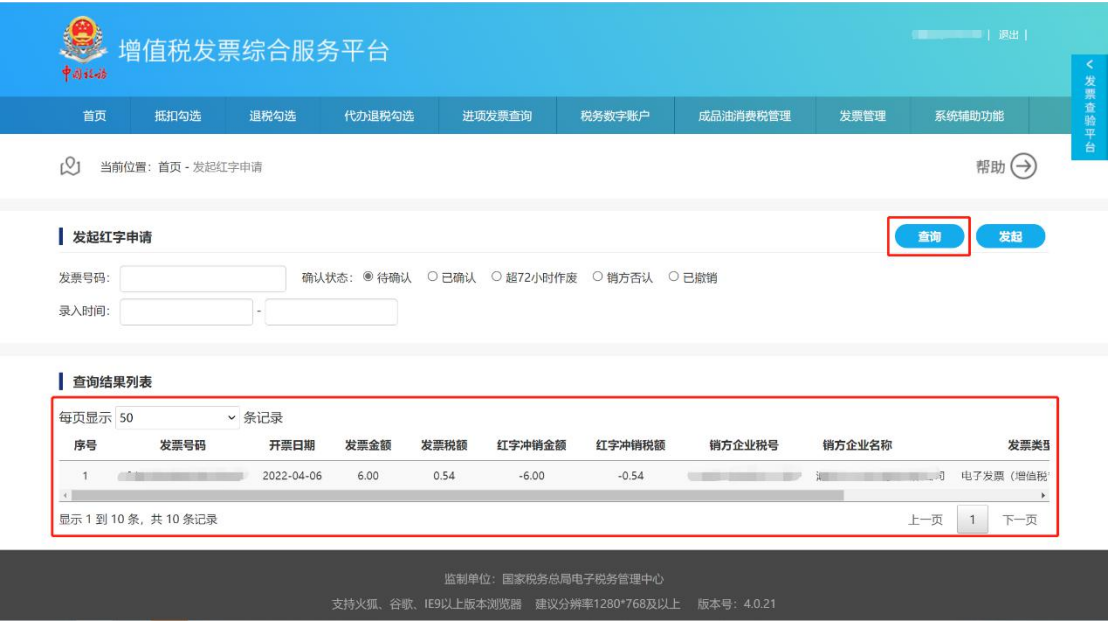 增值税发票综合服务平台
中国税务
| 退出 |
< 发票查验平台
首页 抵扣勾选 退税勾选 代办退税勾选 进项发票查询 税务数字账户 成品油消费税管理 发票管理 系统辅助功能
当前位置：首页 - 发起红字申请
帮助
发起红字申请
查询 发起
发票号码：
确认状态： 待确认 已确认 超72小时作废 销方否认 已撤销
录入时间： -
查询结果列表
每页显示 50 条记录
序号 发票号码 开票日期 发票金额 发票税额 红字冲销金额 红字冲销税额 销方企业税号 销方企业名称 发票类型
1 2022-04-06 6.00 0.54 -6.00 -0.54 司 电子发票（增值税
显示 1 到 10 条，共 10 条记录
上一页 1 下一页
监制单位：国家税务总局电子税务管理中心
支持火狐、谷歌、IE9以上版本浏览器 建议分辨率1280*768及以上 版本号：4.0.21